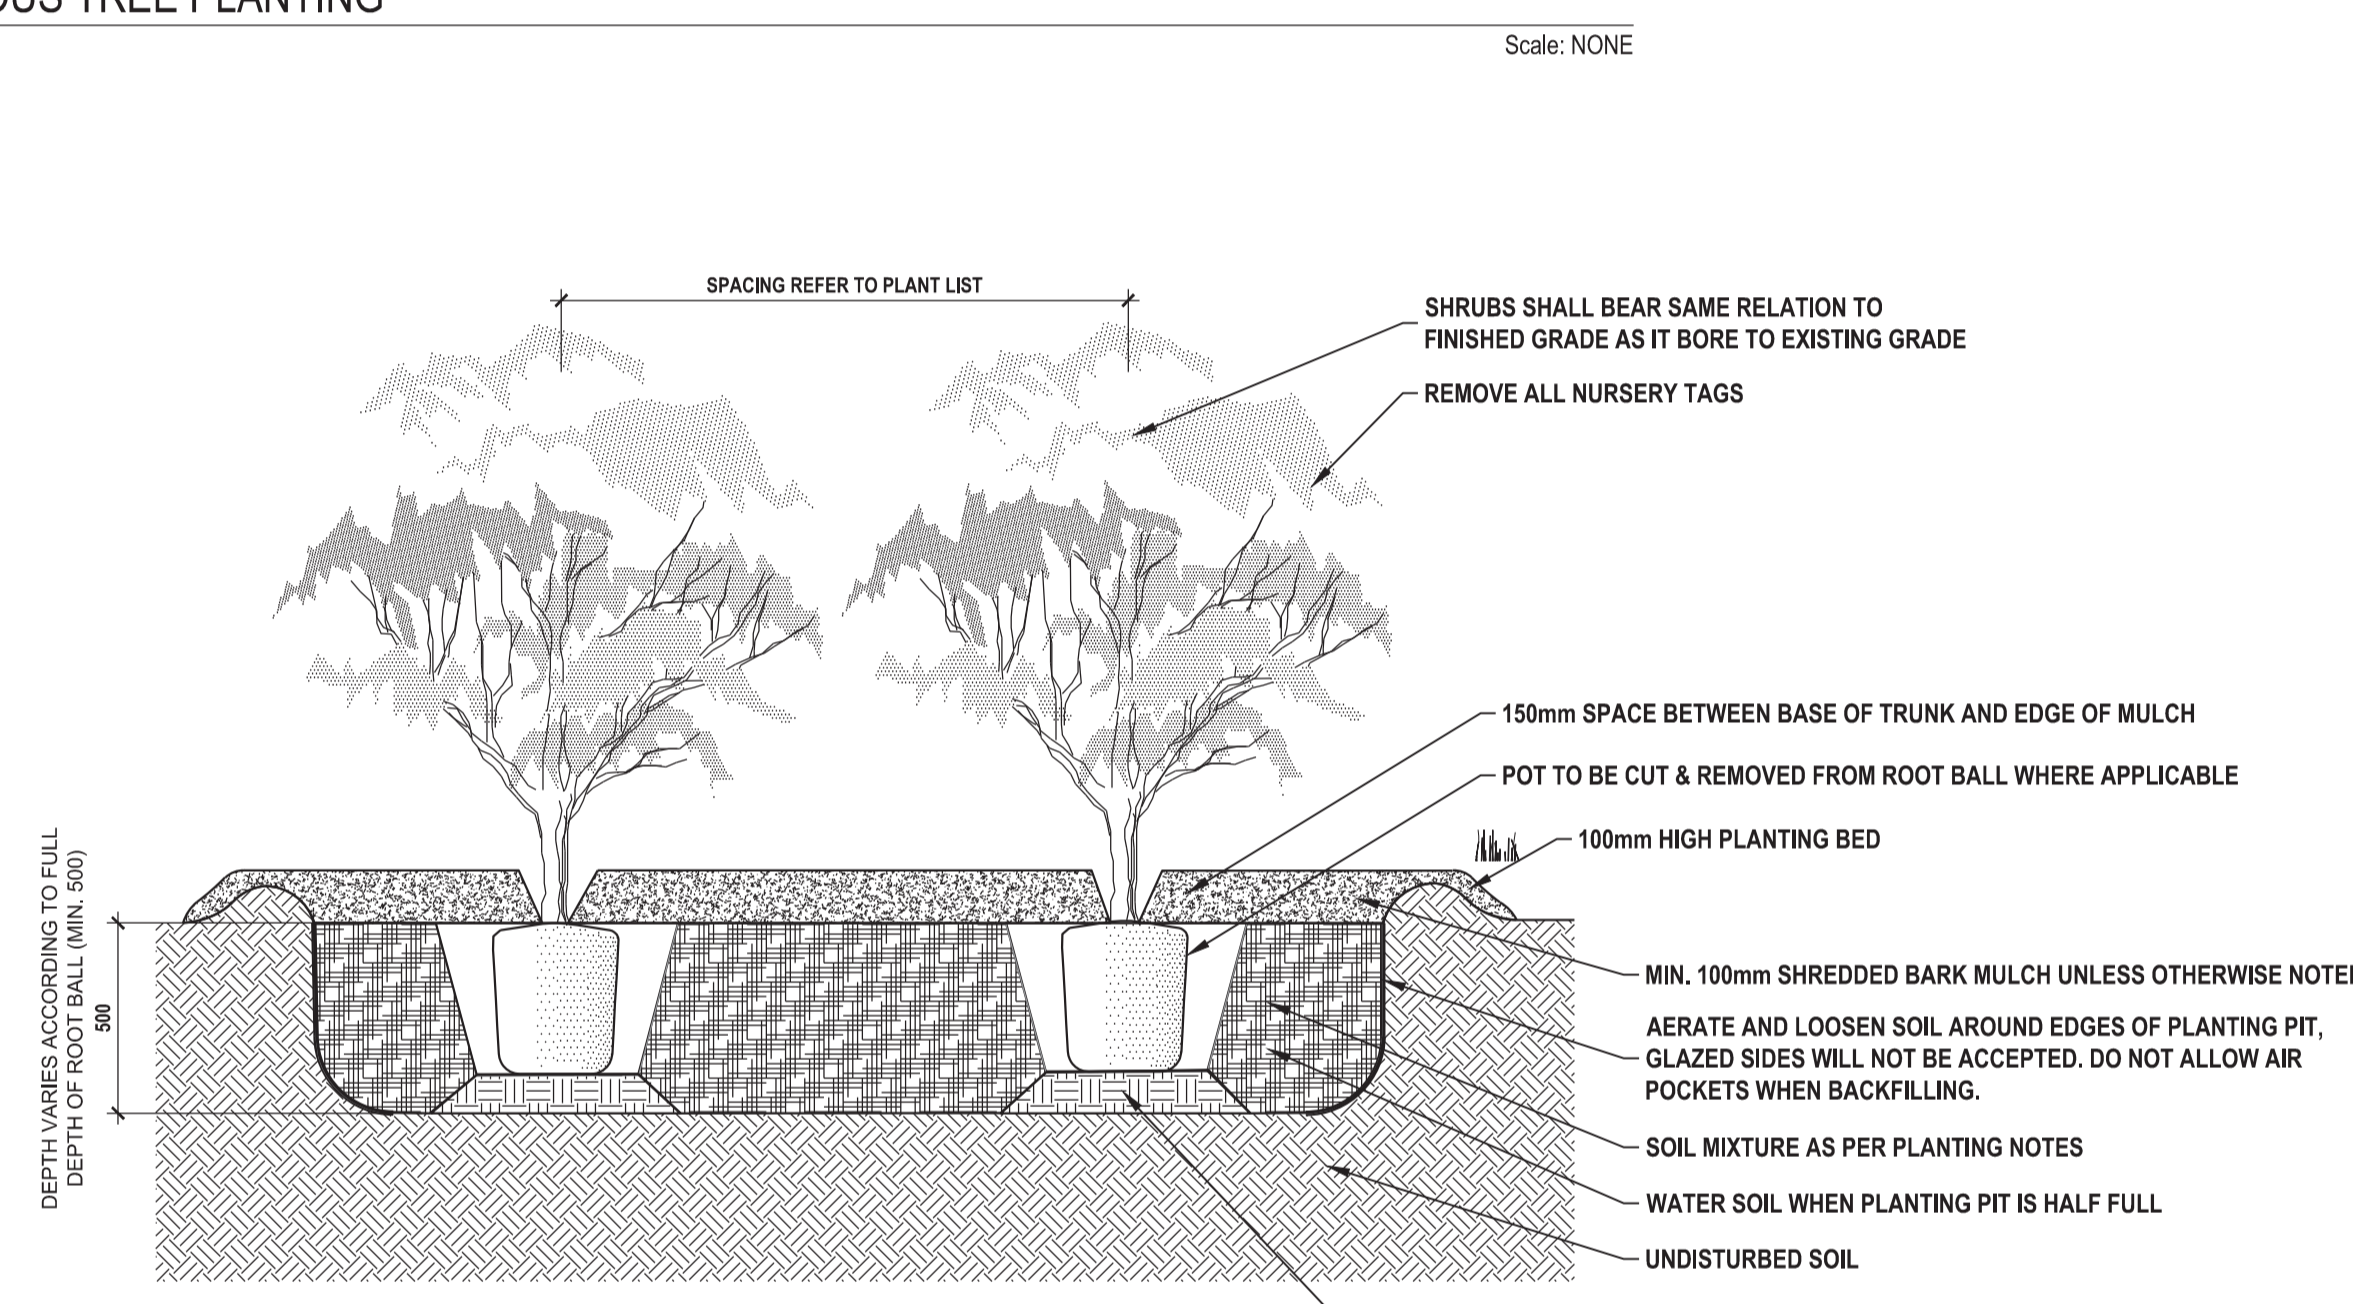 TREE PLANTING
Scale: NONE
SPACING REFER TO PLANT LIST
SHRUBS SHALL BEAR SAME RELATION TO
FINISHED GRADE AS IT BORE TO EXISTING GRADE
REMOVE ALL NURSERY TAGS
150mm SPACE BETWEEN BASE OF TRUNK AND EDGE OF MULCH
POT TO BE CUT & REMOVED FROM ROOT BALL WHERE APPLICABLE
100mm HIGH PLANTING BED
DEPTH VARIES ACCORDING TO FULL
DEPTH OF ROOT BALL (MIN. 500)
500
MIN. 100mm SHREDDED BARK MULCH UNLESS OTHERWISE
AERATE AND LOOSEN SOIL AROUND EDGES OF PLANTING PIT,
GLAZED SIDES WILL NOT BE ACCEPTED. DO NOT ALLOW AIR
POCKETS WHEN BACKFILLING.
SOIL MIXTURE AS PER PLANTING NOTES
WATER SOIL WHEN PLANTING PIT IS HALF FULL
UNDISTURBED SOIL